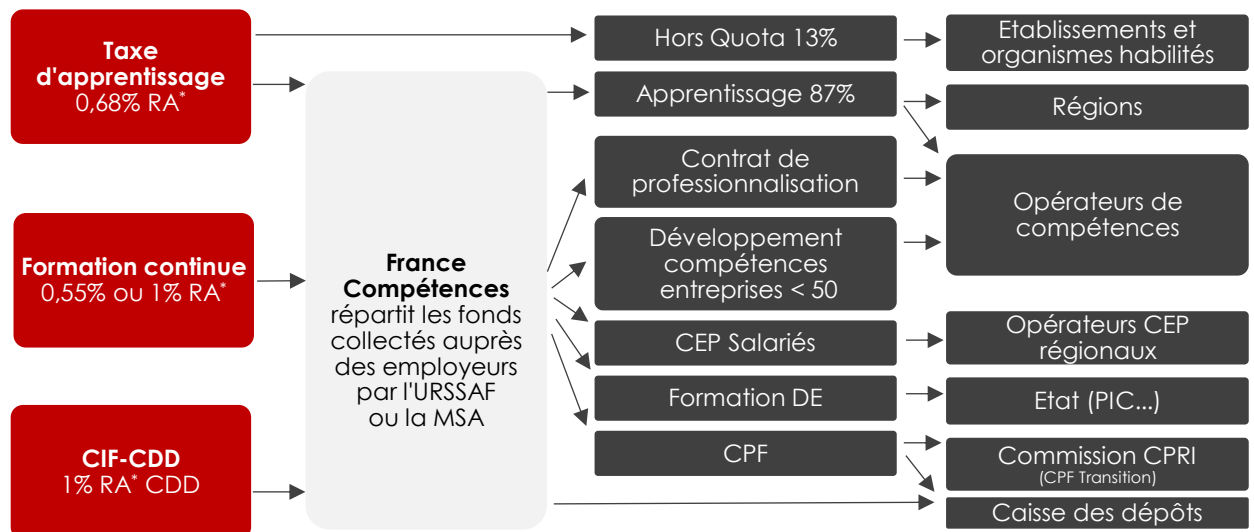 Taxe
d'apprentissage
0,68% RA*
Formation continue
0,55% ou 1% RA*
CIF-CDD
1% RA* CDD
France
Compétences
répartit les fonds
collectés auprès
des employeurs
par l'URSSAF
ou la MSA
Hors Quota 13%
Apprentissage 87%
Contrat de
professionnalisation
Développement
compétences
entreprises < 50
CEP Salariés
Formation DE
CPF
Etablissements et
organismes habilités
Régions
Opérateurs de
compétences
Opérateurs CEP
régionaux
Etat (PIC...)
Commission CPRI
(CPF Transition)
Caisse des dépôts